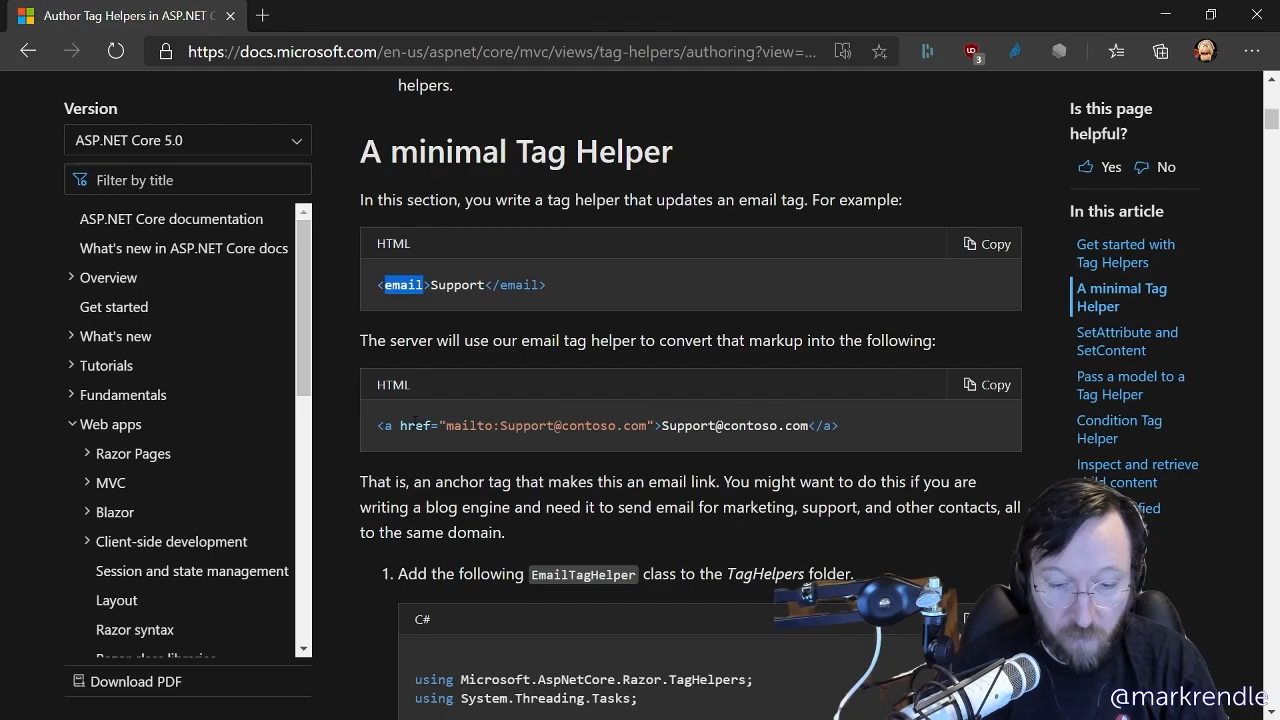 Author Tag Helpers in ASP.NET C
https://docs.microsoft.com/en-us/aspnet/core/mvc/views/tag-helpers/authoring?view=...
3
Version
ASP.NET Core 5.0
Filter by title
ASP.NET Core documentation
What's new in ASP.NET Core docs
Overview
Get started
What's new
Tutorials
Fundamentals
Web apps
Razor Pages
MVC
Blazor
Client-side development
Session and state management
Layout
Razor syntax
Razor class libraries
Download PDF
helpers.
A minimal Tag Helper
In this section, you write a tag helper that updates an email tag. For example:
HTML
Copy
<email>Support</email>
The server will use our email tag helper to convert that markup into the following:
HTML
Copy
<a href="mailto:Support@contoso.com">Support@contoso.com</a>
That is, an anchor tag that makes this an email link. You might want to do this if you are
writing a blog engine and need it to send email for marketing, support, and other contacts, all
to the same domain.
1. Add the following EmailTagHelper class to the TagHelpers folder.
C#
using Microsoft.AspNetCore.Razor.TagHelpers;
using System.Threading.Tasks;
Is this page
helpful?
Yes
No
In this article
Get started with
Tag Helpers
A minimal Tag
Helper
SetAttribute and
SetContent
Pass a model to a
Tag Helper
Condition Tag
Helper
Inspect and retrieve
child content
@markrendle